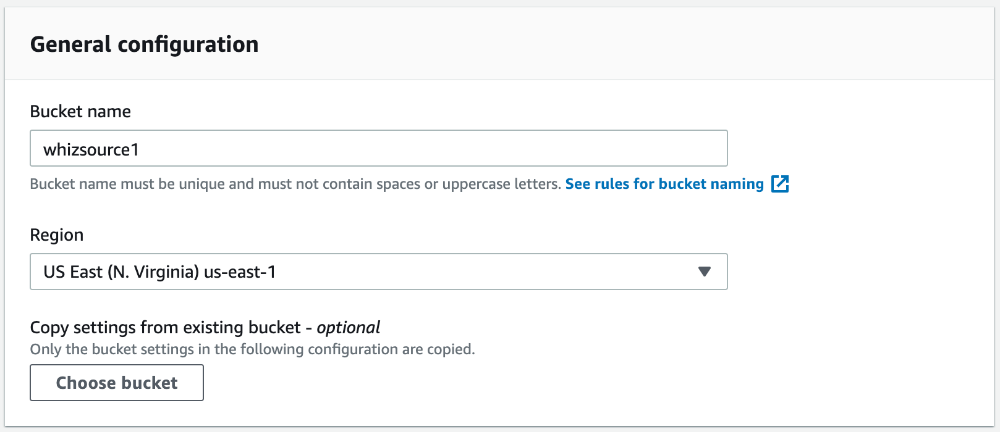 General configuration
Bucket name
whizsource1
Bucket name must be unique and must not contain spaces or uppercase letters. See rules for bucket naming
Region
US East (N. Virginia) us-east-1
Copy settings from existing bucket - optional
Only the bucket settings in the following configuration are copied.
Choose bucket